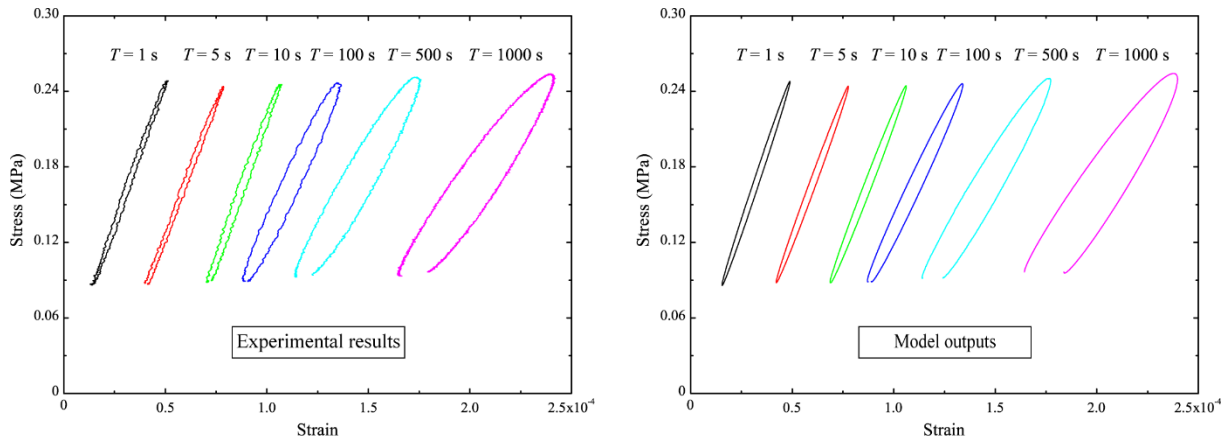 0.30
0.24
0.18
0.12
0.06
0
Stress (MPa)
T = 1 s T = 5 s T = 10 s T = 100 s T = 500 s T = 1000 s
Experimental results
0 0.5 1.0 1.5 2.0 2.5x10-4
Strain
0.30
0.24
0.18
0.12
0.06
0
Stress (MPa)
T = 1 s T = 5 s T = 10 s T = 100 s T = 500 s T = 1000 s
Model outputs
0 0.5 1.0 1.5 2.0 2.5x10-4
Strain